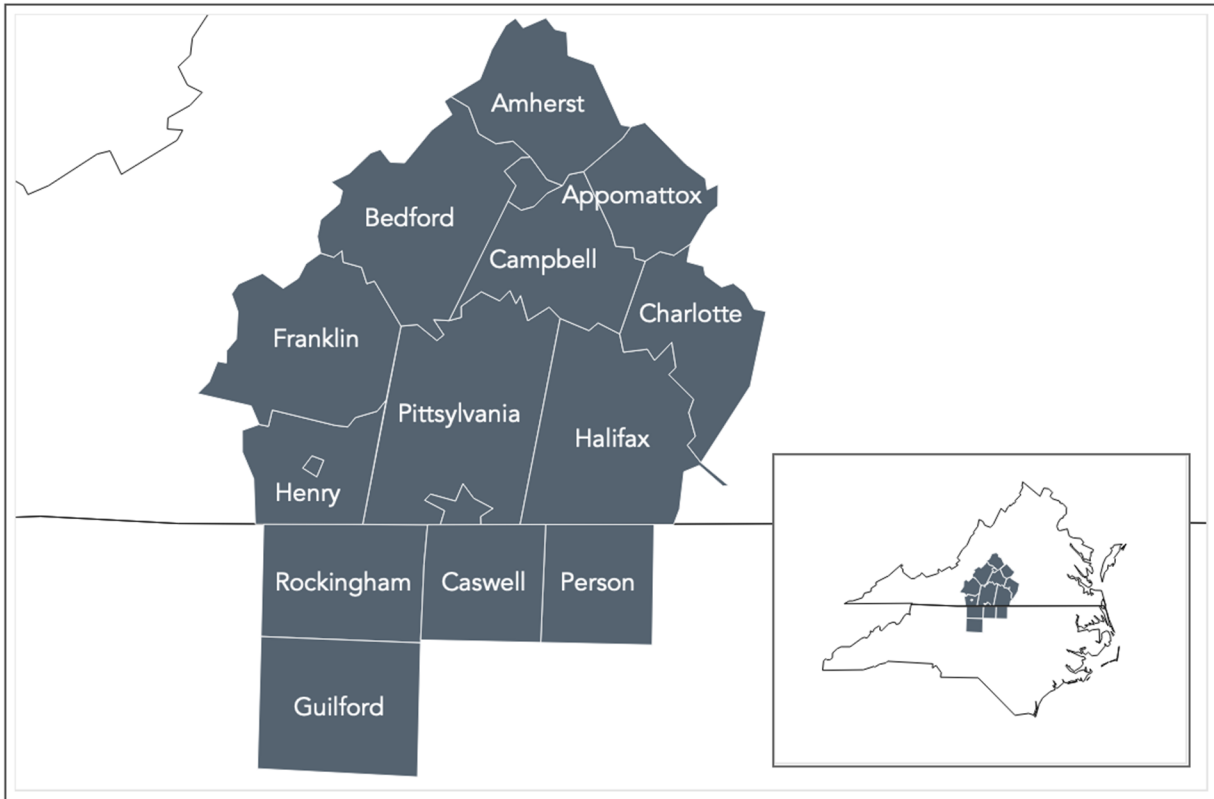 Amherst
Appomattox
Bedford
Campbell
Charlotte
Franklin
Pittsylvania
Halifax
Henry
Rockingham
Caswell
Person
Guilford